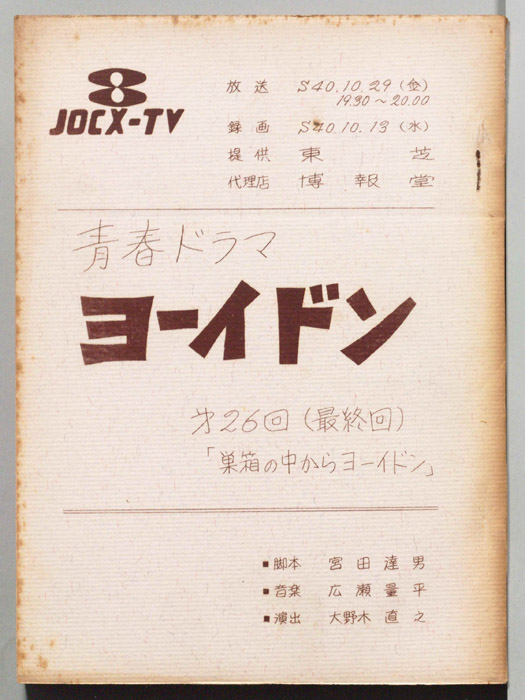 JOCX-TV
放送 S40.10.29(金)
19.30～20.00
録画 S40.10.13(水)
提供 東芝
代理店 博報堂
青春ドラマ
ヨーイドン
才26回(最終回)
「巣箱の中からヨーイドン」
■脚本 宮田達男
■音楽 広瀬量平
■演出 大野木直之